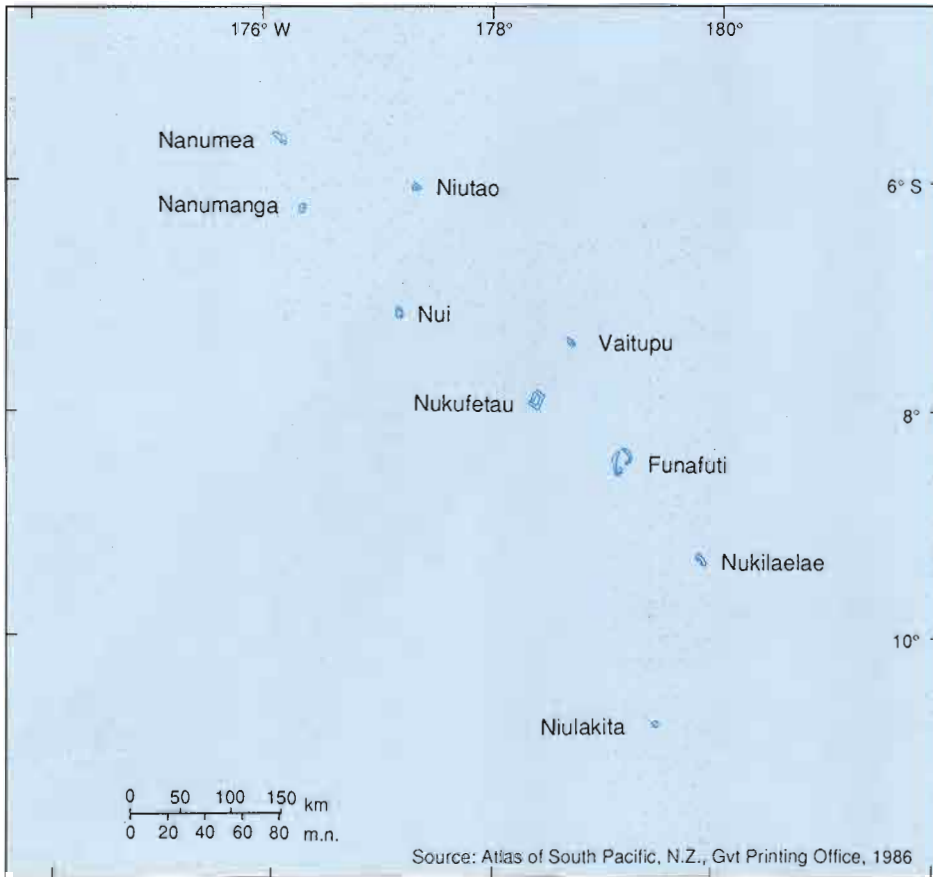 176° W 178° 180°
Nanumea
Niutao 6° S
Nanumanga
Nui
Vaitupu
Nukufetau
8°
Funafuti
Nukilaelae
10°
Niulakita
0 50 100 150 km
0 20 40 60 80 m.n.
Source: Atlas of South Pacific, N.Z., Gvt Printing Office, 1986